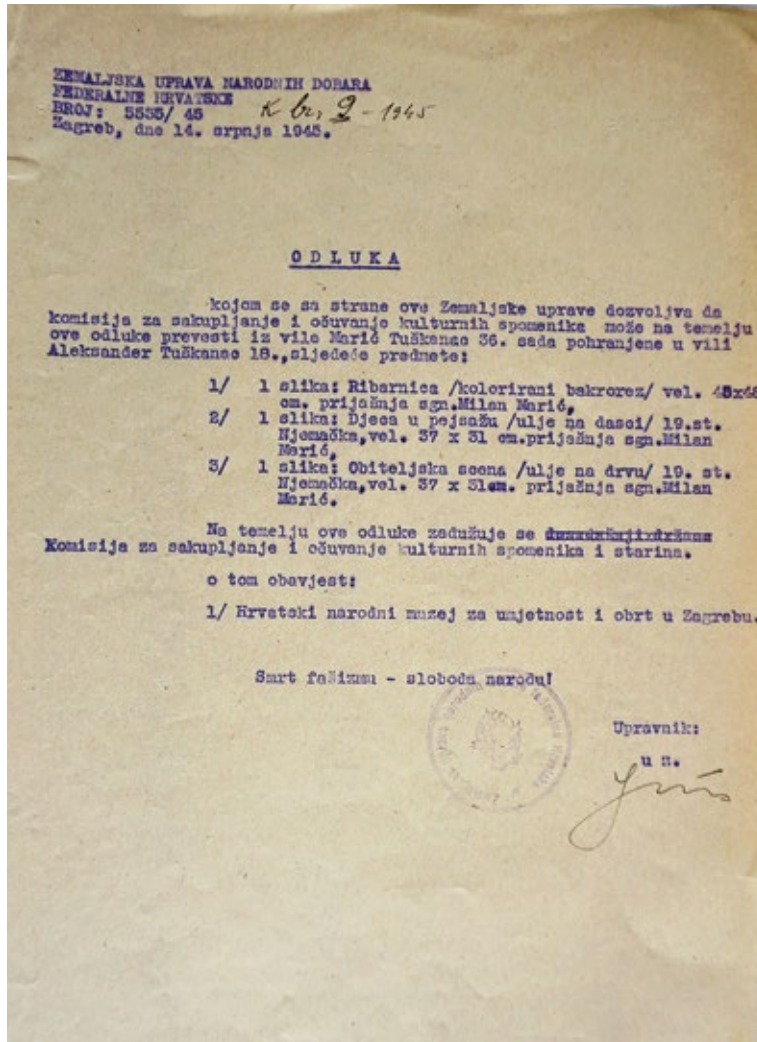 ZEMALJSKA UPRAVA NARODNIH DOBARA
FEDERALNE HRVATSKE
BROJ: 5555/ 45 K br, 2 - 1945
Zagreb, dne 14. srpnja 1945.
ODLUKA
kojom se sa strane ove Zemaljske uprave dozvoljva da
komisija za sakupljanje i očuvanje kulturnih spomenika može na temelju
ove odluke prevesti iz vile Marić Tuškanac 36. sada pohranjene u vili
Aleksander Tuškanac 18.,sljedeće predmete:
1/ 1 slika: Ribarnica /kolorirani bakrorez/ vel. 48x48
cm. prijašnja sgn.Milan Marić,
2/ 1 slika: Djeca u pejsažu /ulje na dasci/ 19.st.
Njemačka,vel. 37 x 31 cm.prijašnja sgn.Milan
Marić,
3/ 1 slika: Obiteljska scena /ulje na drvu/ 19. st.
Njemačka,vel. 37 x 31cm. prijašnja sgn.Milan
Marić.
Na temelju ove odluke zadužuje se
Komisija za sakupljanje i očuvanje kulturnih spomenika i starina.
o tom obavjest:
1/ Hrvatski narodni muzej za umjetnost i obrt u Zagrebu.
Smrt fašizmu - sloboda narodu!
Upravnik:
u z.